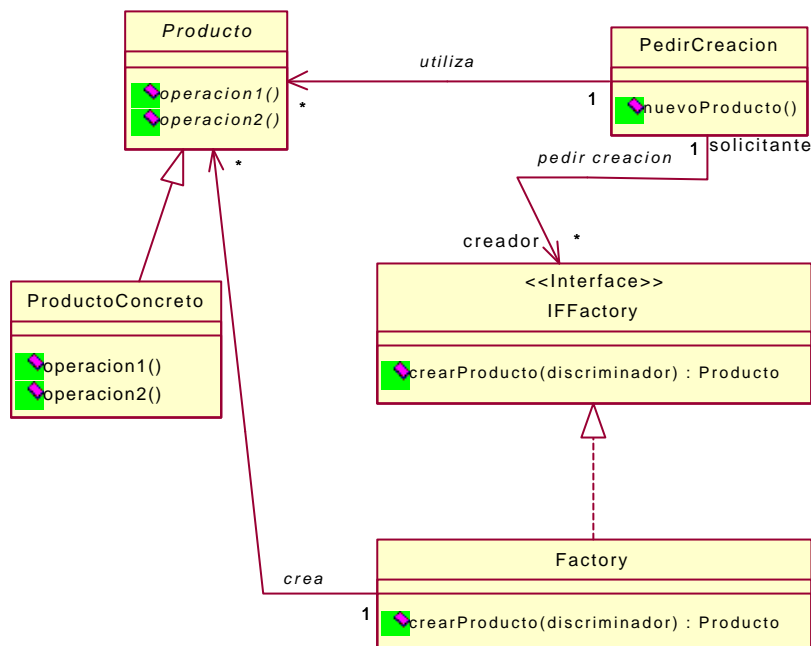 Producto
operacion1()
operacion2()
utiliza
*
1
PedirCreacion
nuevoProducto()
1
solicitante
pedir creacion
*
creador
*
ProductoConcreto
operacion1()
operacion2()
<<Interface>>
IFFactory
crearProducto(discriminador) : Producto
crea
1
Factory
crearProducto(discriminador) : Producto